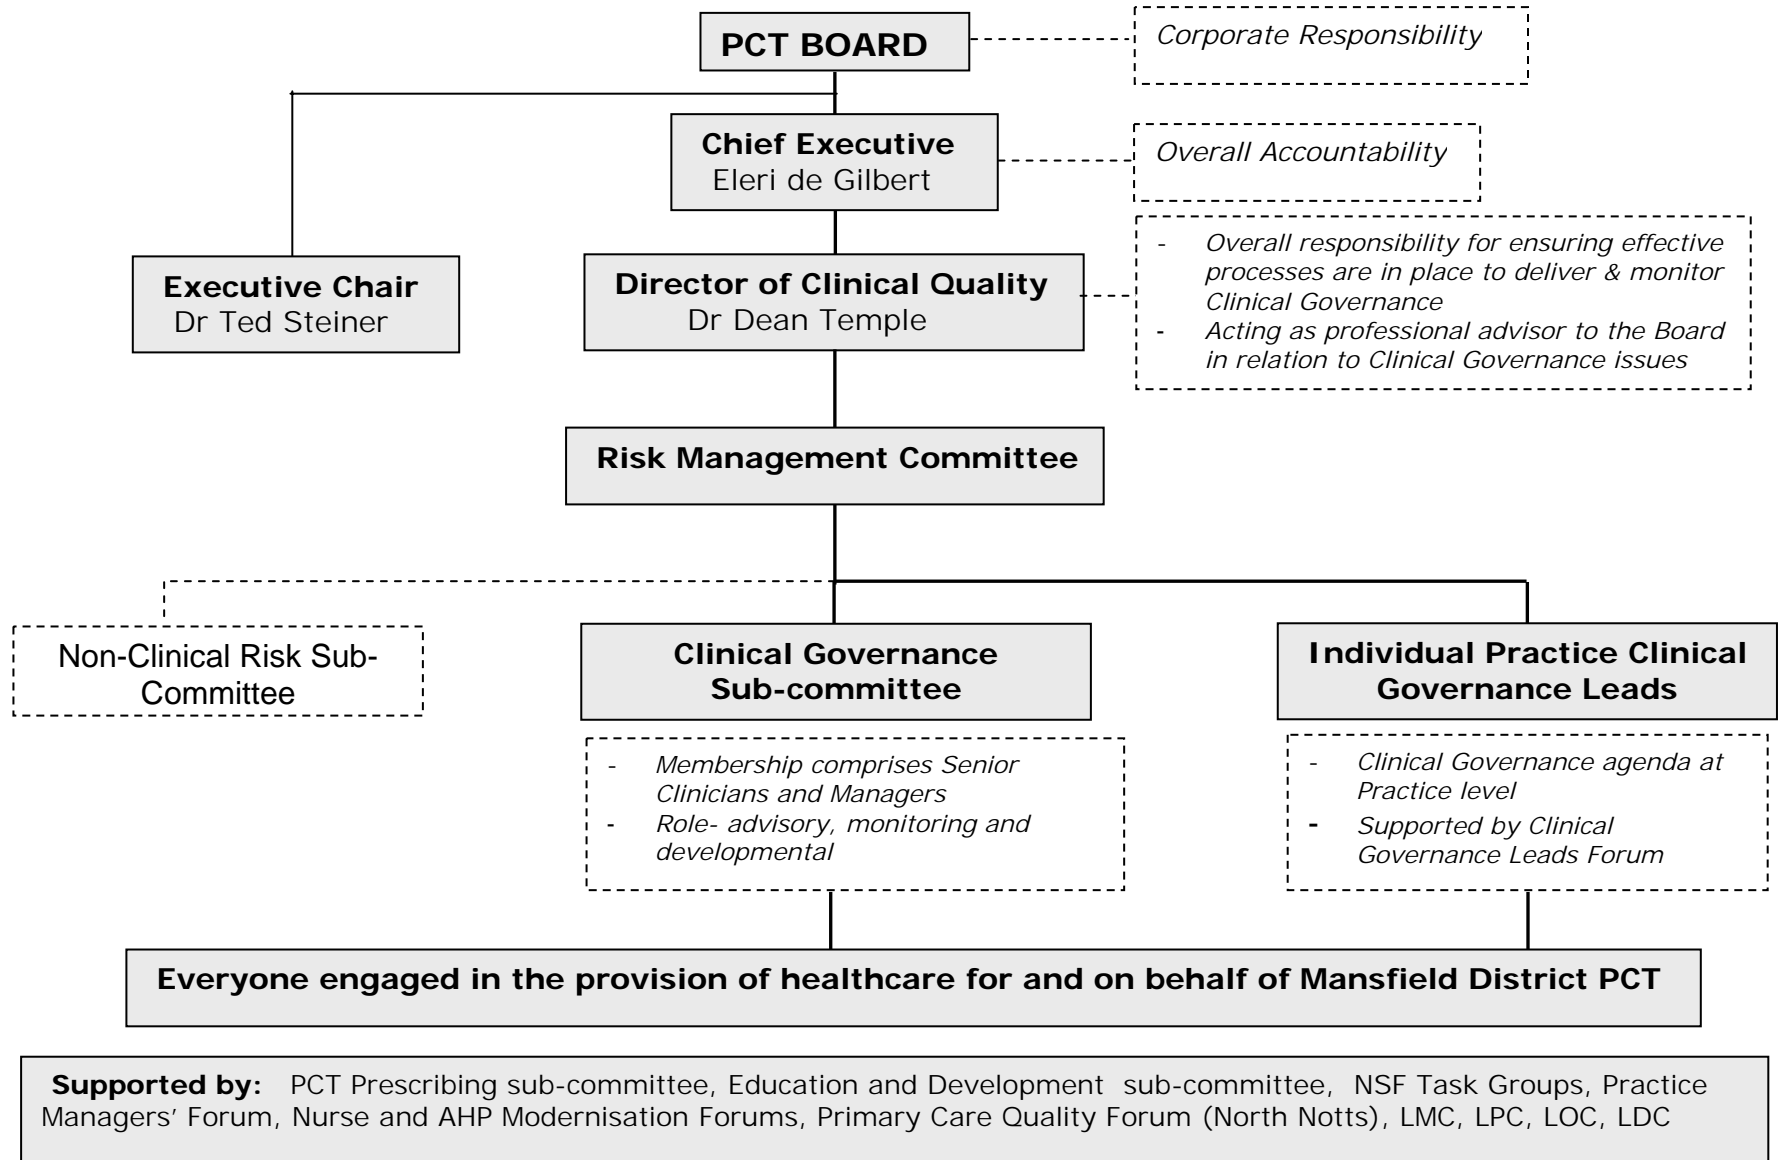 PCT BOARD
Corporate Responsibility
Chief Executive
Eleri de Gilbert
Overall Accountability
Executive Chair
Dr Ted Steiner
Director of Clinical Quality
Dr Dean Temple
- Overall responsibility for ensuring effective
processes are in place to deliver & monitor
Clinical Governance
- Acting as professional advisor to the Board
in relation to Clinical Governance issues
Risk Management Committee
Non-Clinical Risk Sub-
Committee
Clinical Governance
Sub-committee
Individual Practice Clinical
Governance Leads
- Membership comprises Senior
Clinicians and Managers
- Role- advisory, monitoring and
developmental
- Clinical Governance agenda at
Practice level
- Supported by Clinical
Governance Leads Forum
Everyone engaged in the provision of healthcare for and on behalf of Mansfield District PCT
Supported by: PCT Prescribing sub-committee, Education and Development sub-committee, NSF Task Groups, Practice
Managers' Forum, Nurse and AHP Modernisation Forums, Primary Care Quality Forum (North Notts), LMC, LPC, LOC, LDC